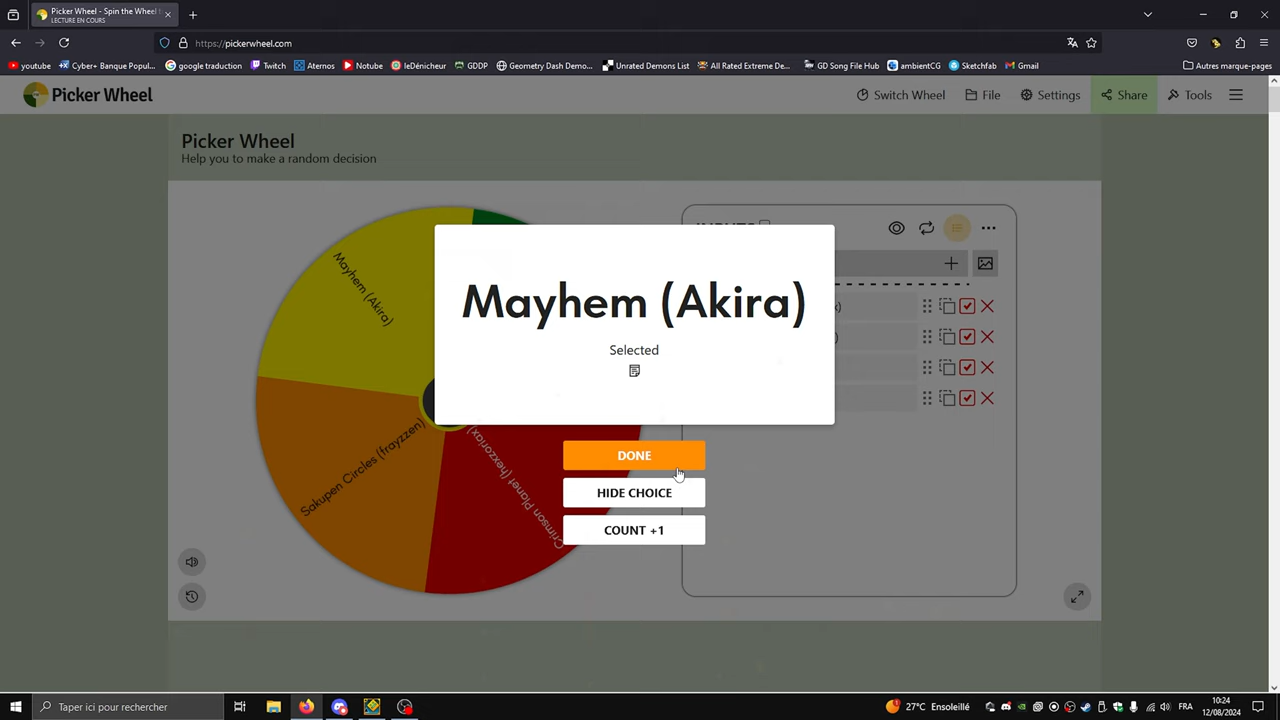 Picker Wheel - Spin the Wheel
LECTURE EN COURS
https://pickerwheel.com
youtube
Cyber+ Banque Popul...
google traduction
Twitch
Aternos
Notube
leDénicheur
GDDP
Geometry Dash Demo...
Unrated Demons List
All Rated Extreme De...
GD Song File Hub
ambientCG
Sketchfab
Gmail
Autres marque-pages
Picker Wheel
Switch Wheel
File
Settings
Share
Tools
Picker Wheel
Help you to make a random decision
Mayhem (Akira)
Sakupen Circles (frayzzen)
Crimson Planet (hexzoriax)
Mayhem (Akira)
Selected
DONE
HIDE CHOICE
COUNT +1
Taper ici pour rechercher
27°C Ensoleillé
FRA
10:24
12/08/2024